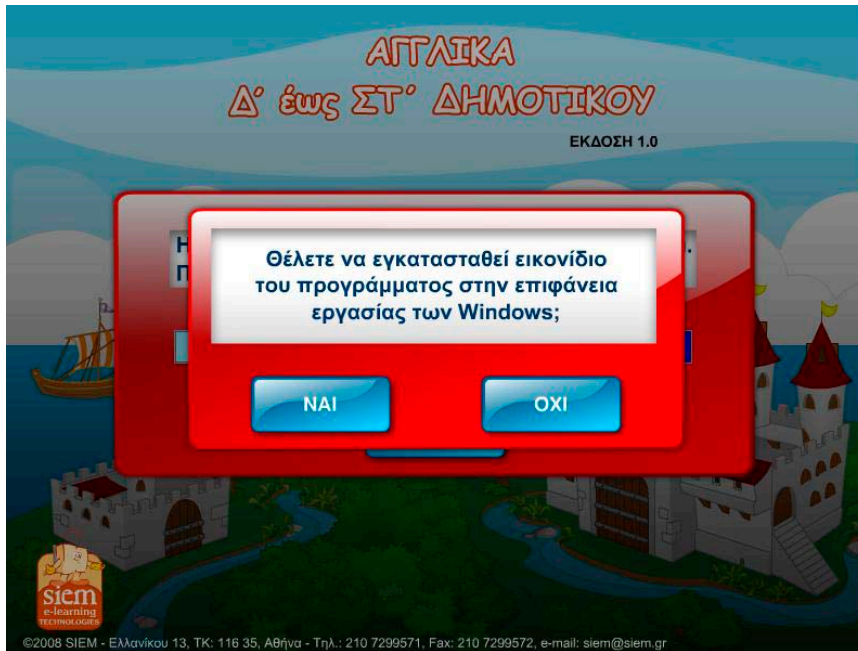 ΑΓΓΛΙΚΑ
Δ΄ έως ΣΤ΄ ΔΗΜΟΤΙΚΟΥ
ΕΚΔΟΣΗ 1.0
Θέλετε να εγκατασταθεί εικονίδιο
του προγράμματος στην επιφάνεια
εργασίας των Windows;
ΝΑΙ
ΟΧΙ
siem
e-learning
TECHNOLOGIES
©2008 SIEM - Ελλανίκου 13, ΤΚ: 116 35, Αθήνα - Τηλ.: 210 7299571, Fax: 210 7299572, e-mail: siem@siem.gr